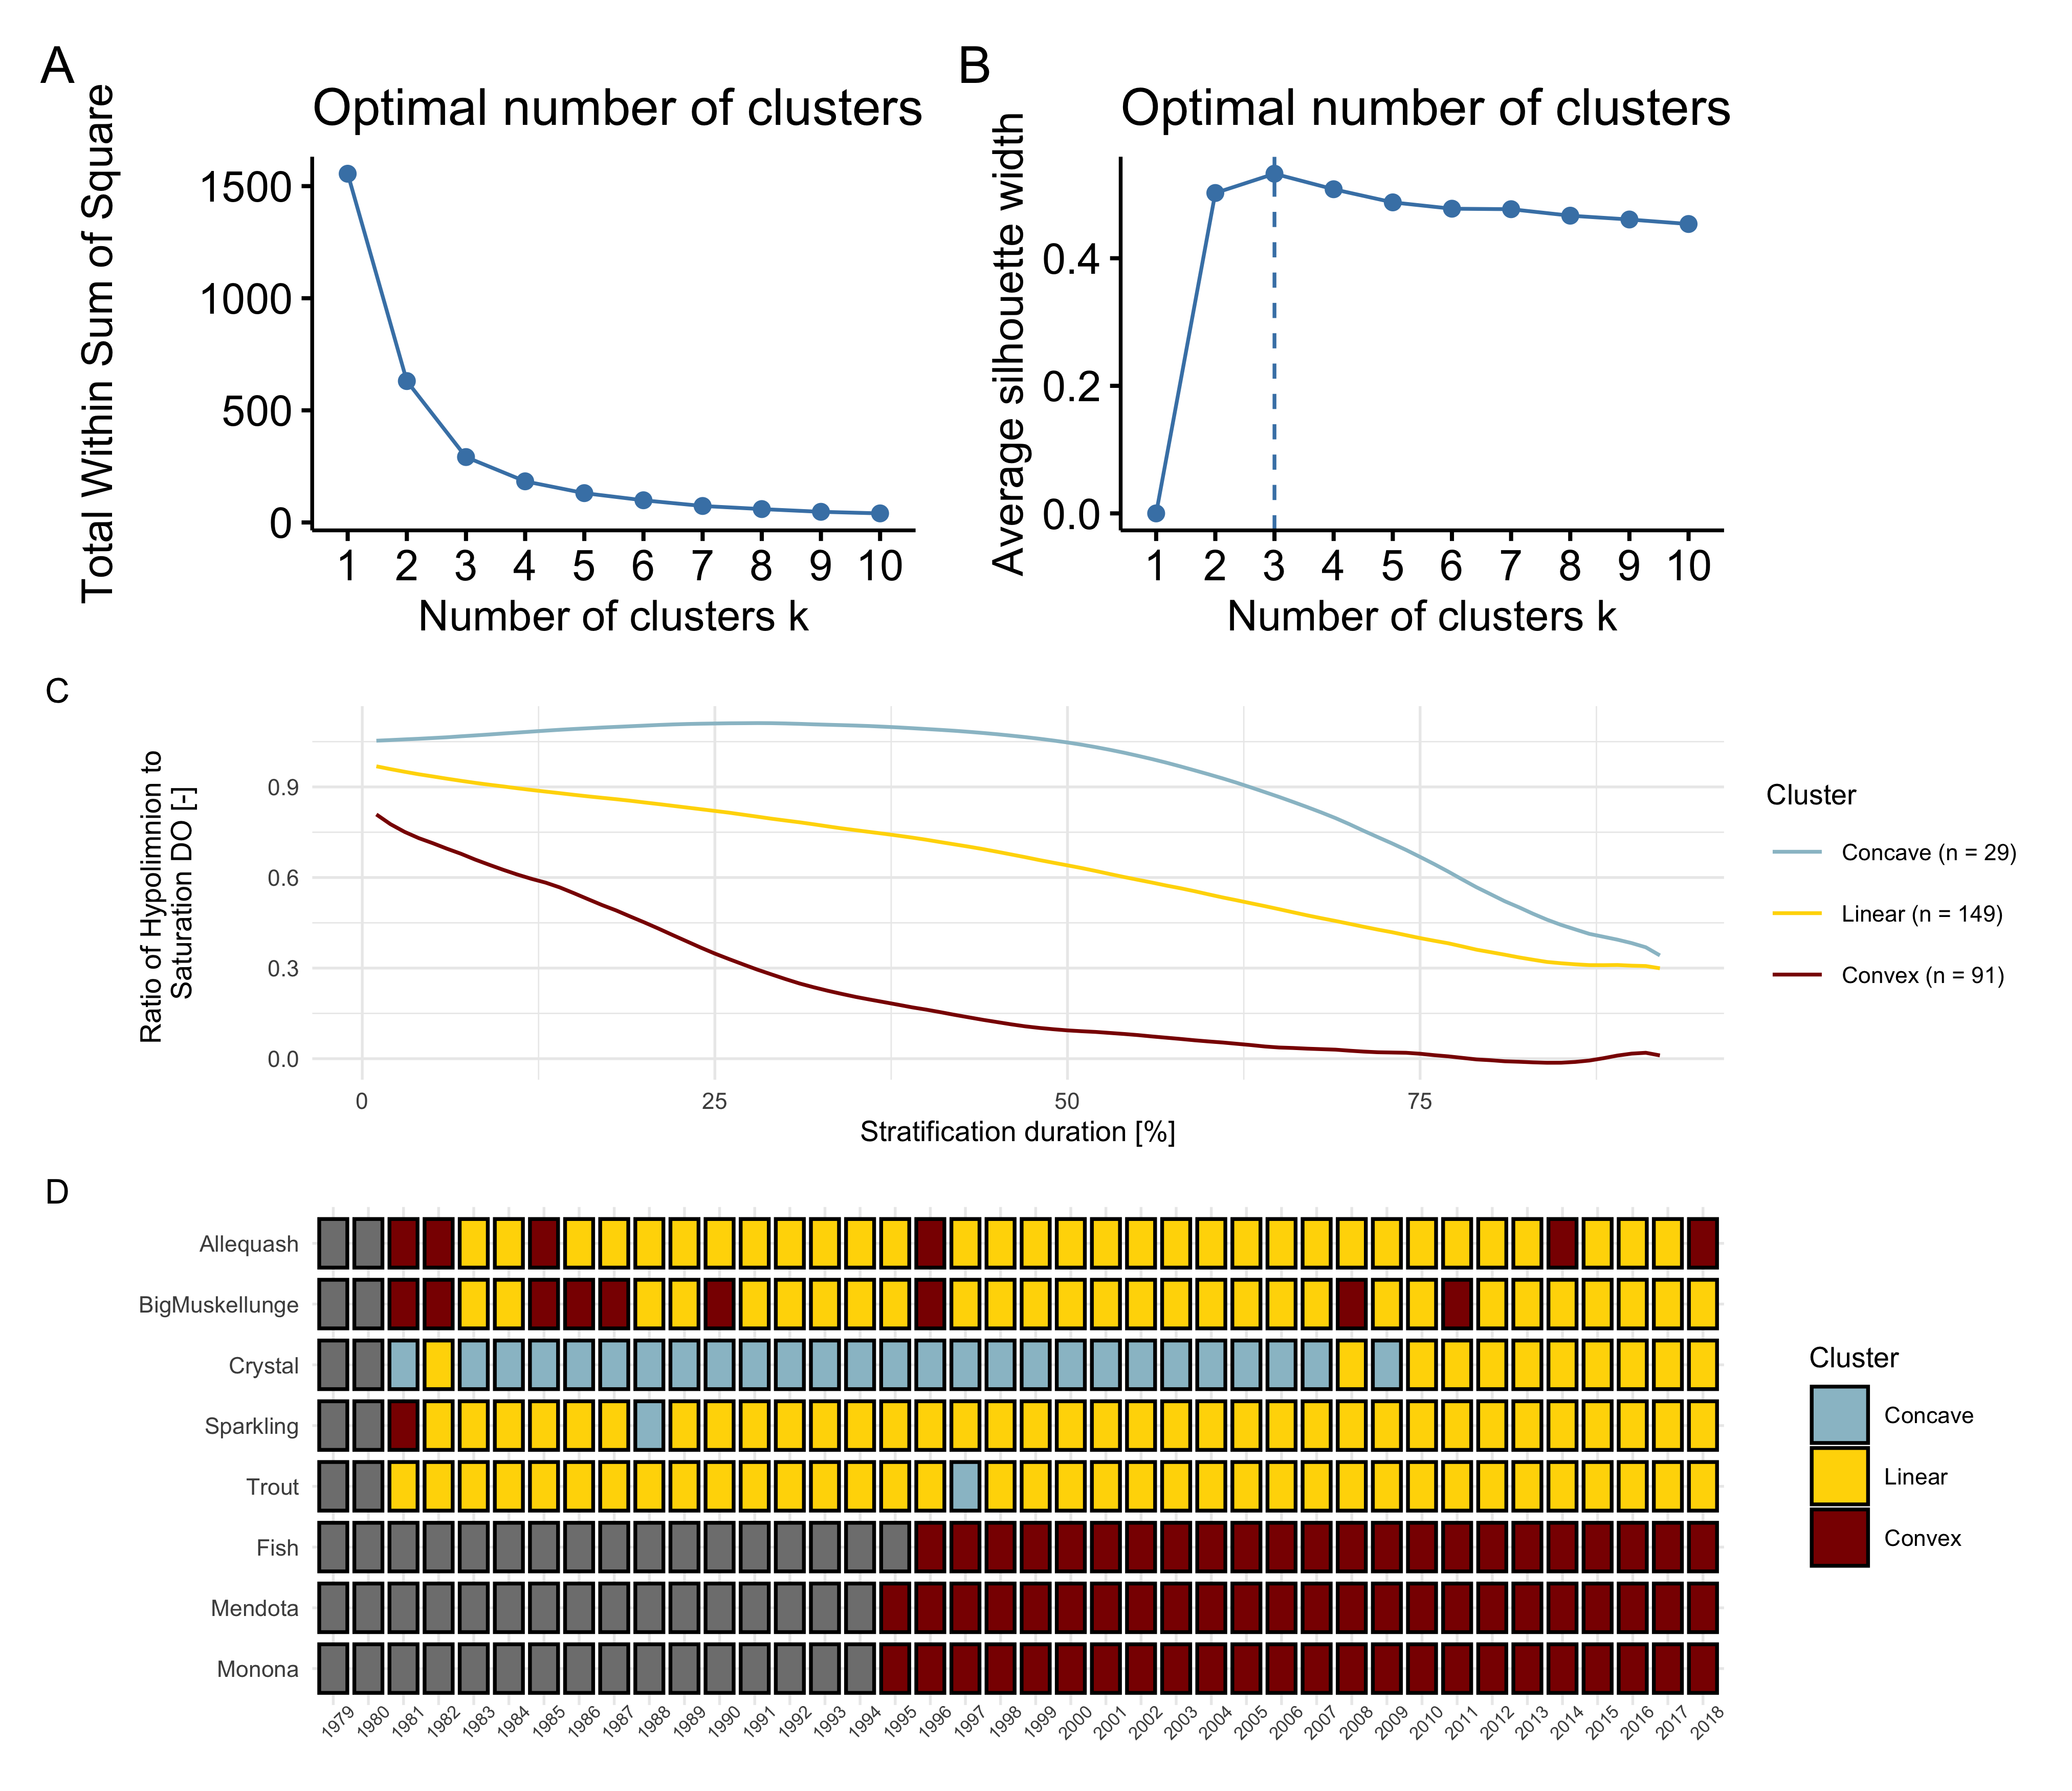 A
Optimal number of clusters
Total Within Sum of Square
1500
1000
500
0
1 2 3 4 5 6 7 8 9 10
Number of clusters k
B
Optimal number of clusters
Average silhouette width
0.4
0.2
0.0
1 2 3 4 5 6 7 8 9 10
Number of clusters k
C
Ratio of Hypolimnion to
Saturation DO [-]
0.9
0.6
0.3
0.0
0 25 50 75
Stratification duration [%]
Cluster
Concave (n = 29)
Linear (n = 149)
Convex (n = 91)
D
Allequash
BigMuskellunge
Crystal
Sparkling
Trout
Fish
Mendota
Monona
1979 1980 1981 1982 1983 1984 1985 1986 1987 1988 1989 1990 1991 1992 1993 1994 1995 1996 1997 1998 1999 2000 2001 2002 2003 2004 2005 2006 2007 2008 2009 2010 2011 2012 2013 2014 2015 2016 2017 2018
Cluster
Concave
Linear
Convex